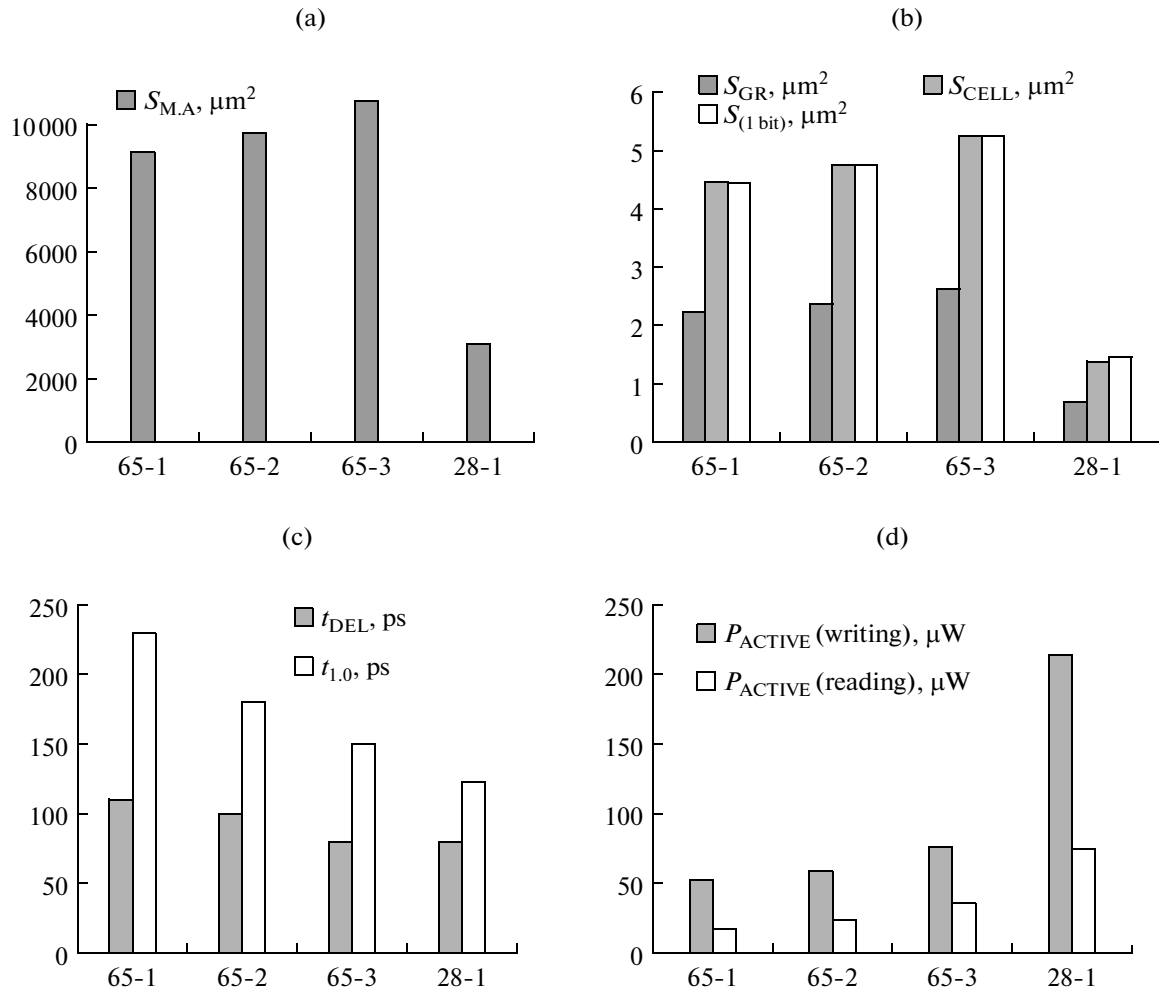 (a)
S_M.A, μm²
10000
8000
6000
4000
2000
0
65-1 65-2 65-3 28-1
(b)
S_GR, μm² S_CELL, μm²
S_(1 bit), μm²
6
5
4
3
2
1
0
65-1 65-2 65-3 28-1
(c)
t_DEL, ps
t_1.0, ps
250
200
150
100
50
0
65-1 65-2 65-3 28-1
(d)
P_ACTIVE (writing), μW
P_ACTIVE (reading), μW
250
200
150
100
50
0
65-1 65-2 65-3 28-1